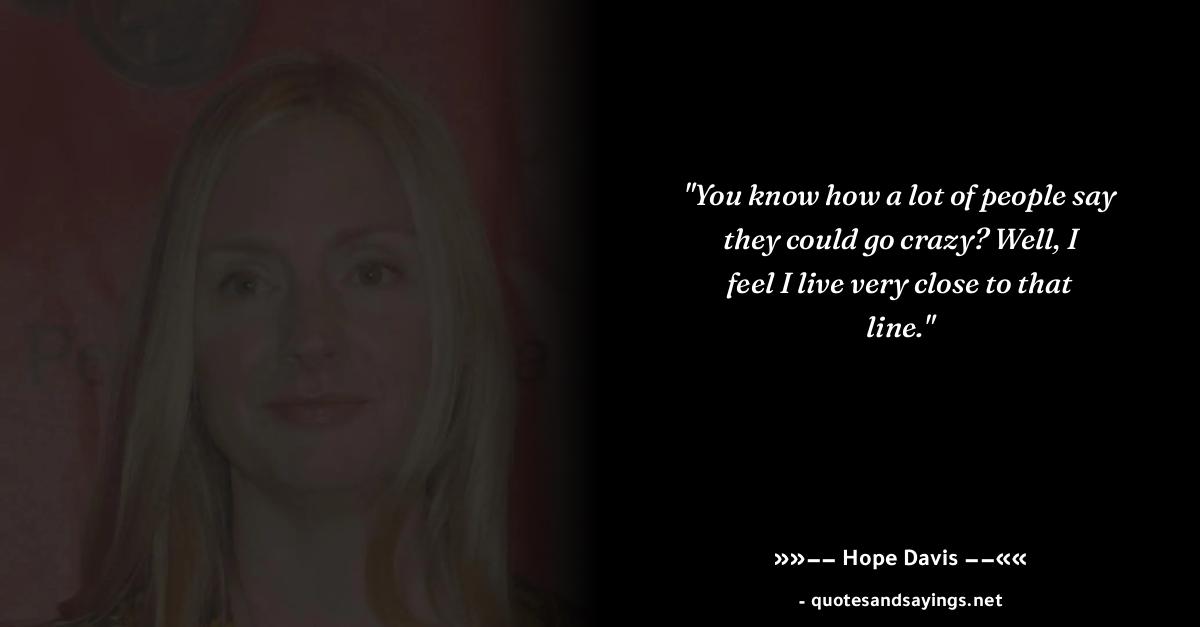 "You know how a lot of people say
they could go crazy? Well, I
feel I live very close to that
line."
»»−− Hope Davis −−««
- quotesandsayings.net